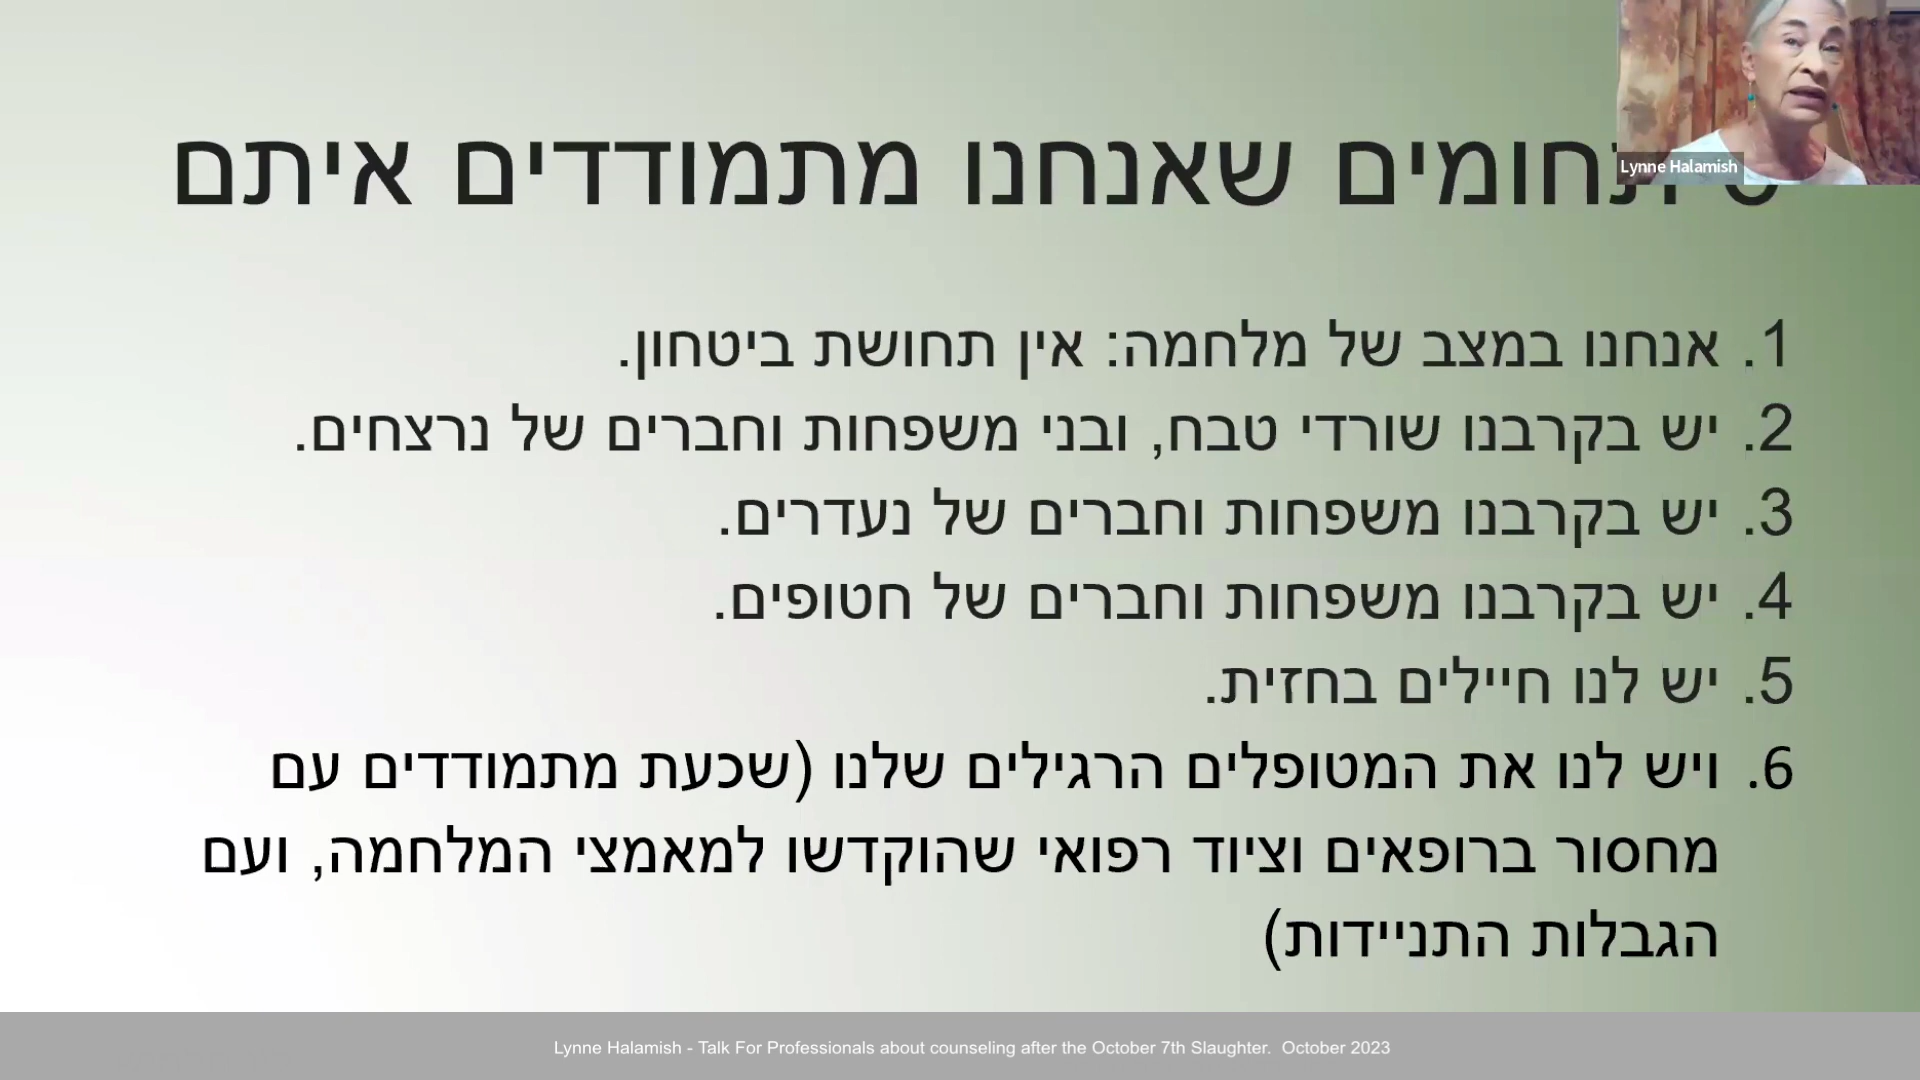 תחומים שאנחנו מתמודדים איתם
Lynne Halamish
1. אנחנו במצב של מלחמה: אין תחושת ביטחון.
2. יש בקרבנו שורדי טבח, ובני משפחות וחברים של נרצחים.
3. יש בקרבנו משפחות וחברים של נעדרים.
4. יש בקרבנו משפחות וחברים של חטופים.
5. יש לנו חיילים בחזית.
6. ויש לנו את המטופלים הרגילים שלנו (שכעת מתמודדים עם
מחסור ברופאים וציוד רפואי שהוקדשו למאמצי המלחמה, ועם
הגבלות התניידות)
Lynne Halamish - Talk For Professionals about counseling after the October 7th Slaughter.  October 2023